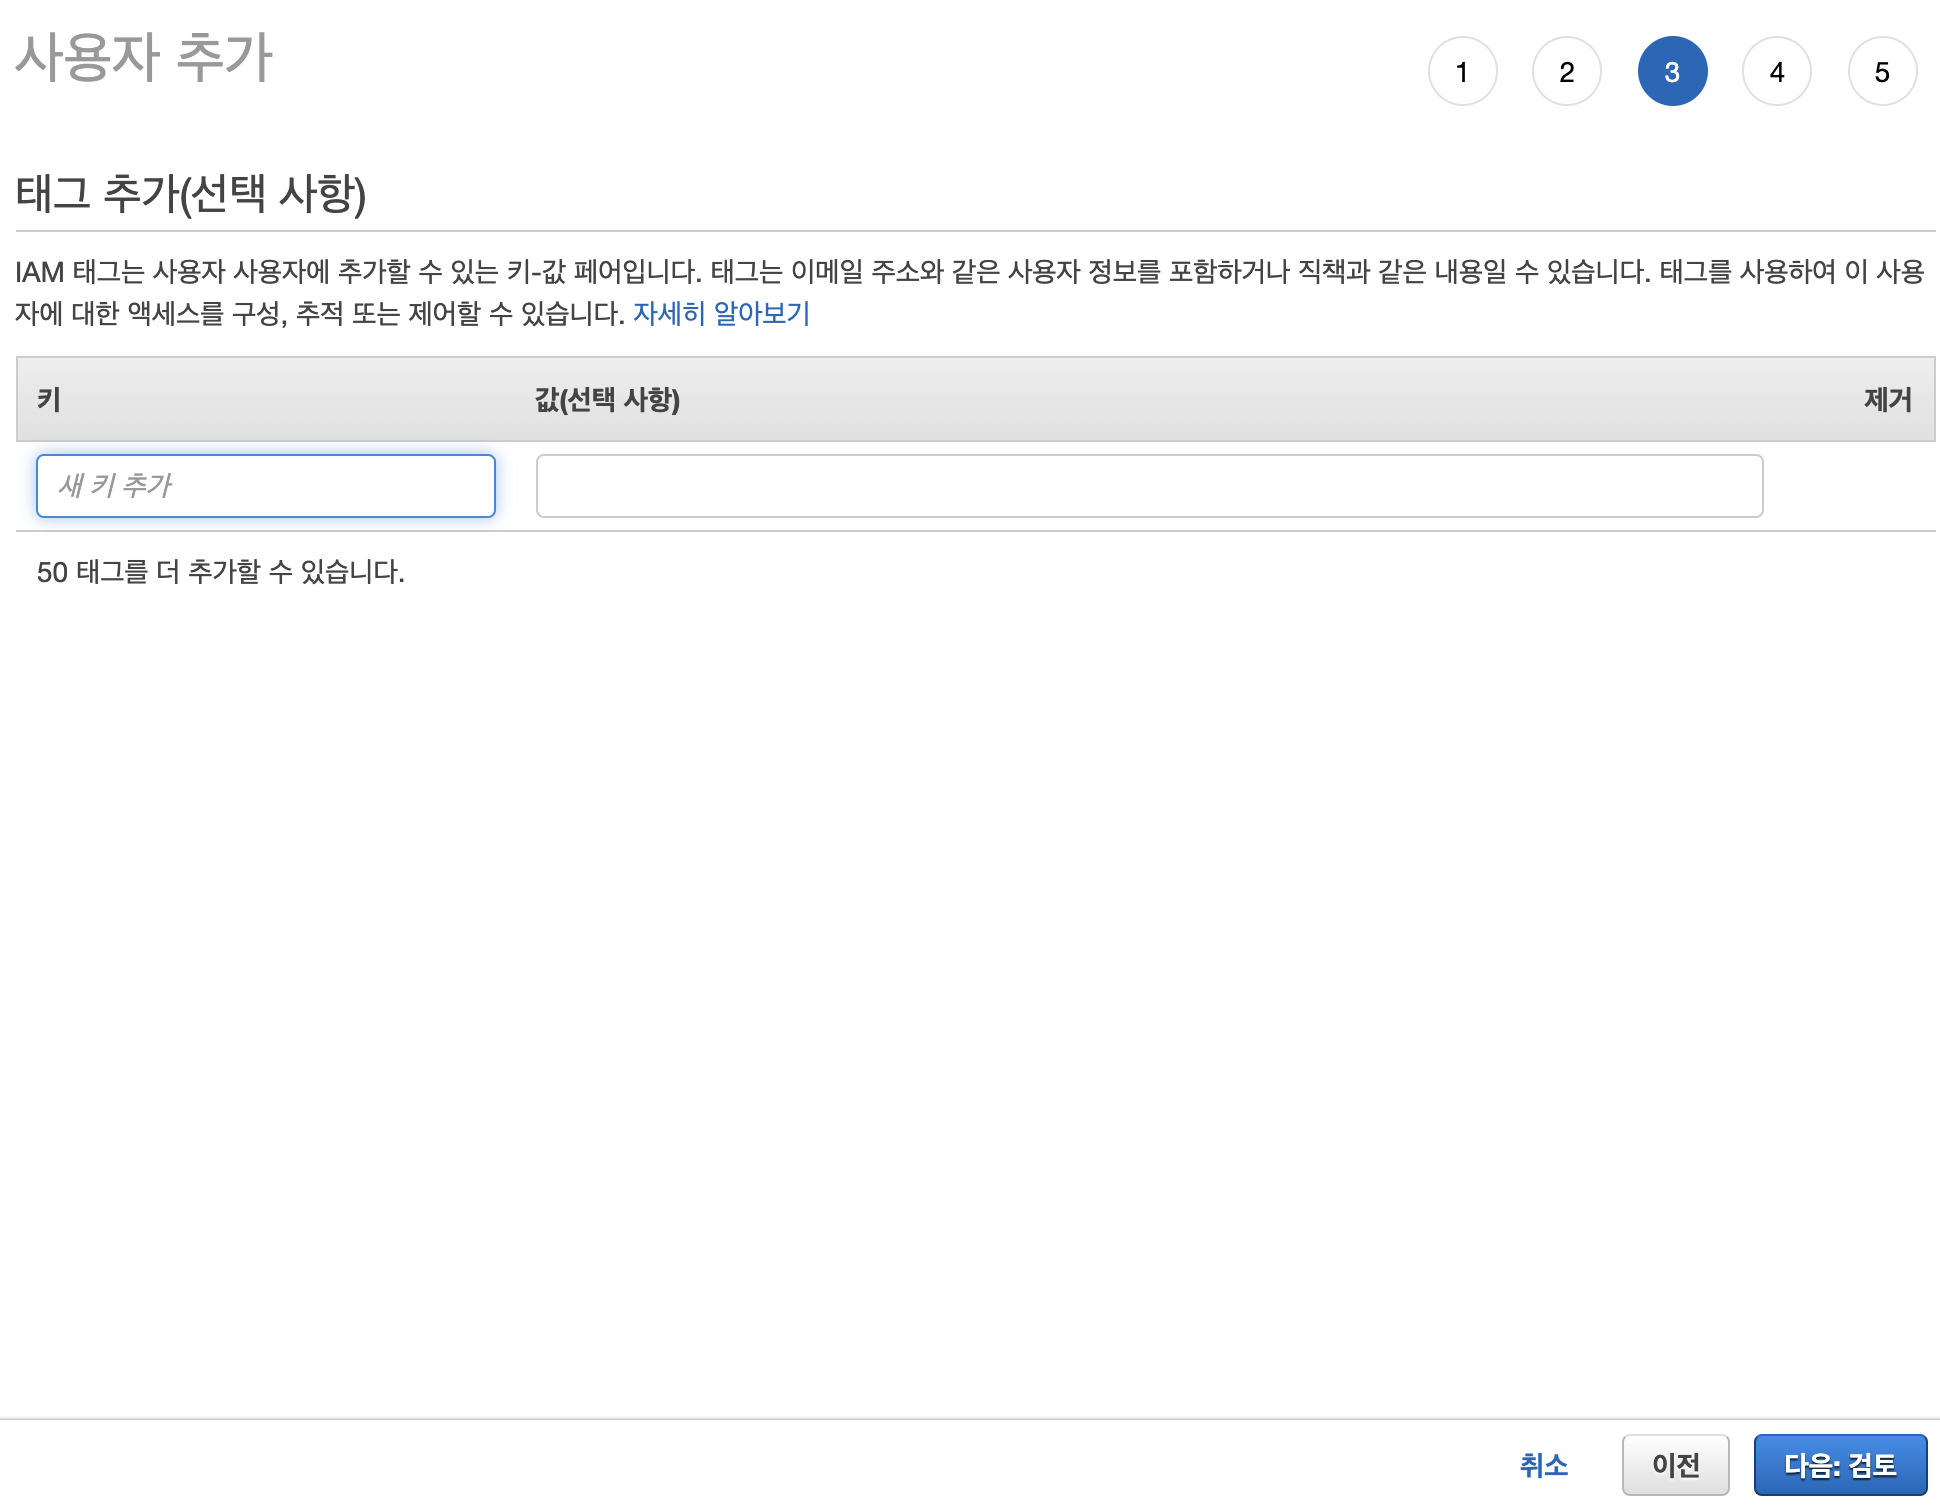 사용자 추가
1 2 3 4 5
태그 추가(선택 사항)
IAM 태그는 사용자 사용자에 추가할 수 있는 키-값 페어입니다. 태그는 이메일 주소와 같은 사용자 정보를 포함하거나 직책과 같은 내용일 수 있습니다. 태그를 사용하여 이 사용
자에 대한 액세스를 구성, 추적 또는 제어할 수 있습니다. 자세히 알아보기
키 값(선택 사항) 제거
새 키 추가
50 태그를 더 추가할 수 있습니다.
취소 이전 다음: 검토